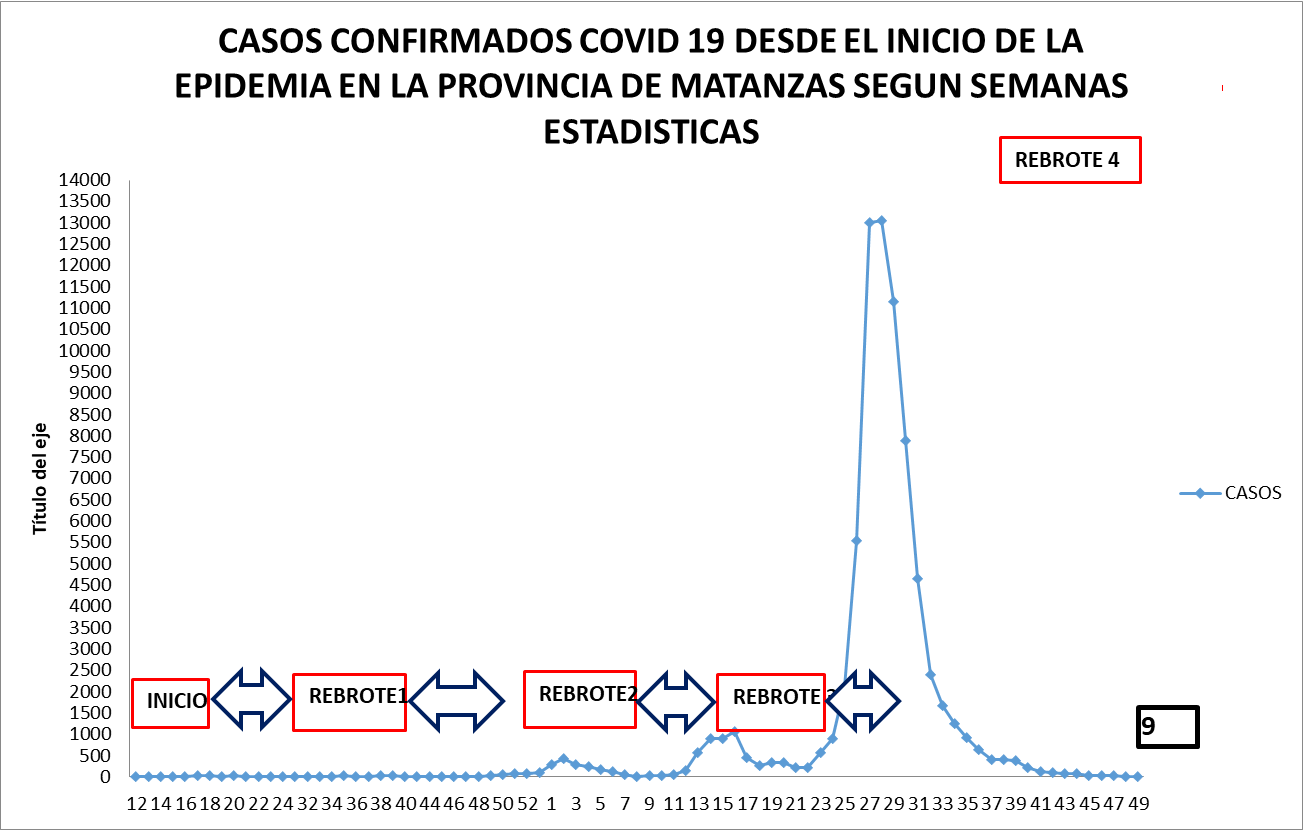 CASOS CONFIRMADOS COVID 19 DESDE EL INICIO DE LA
EPIDEMIA EN LA PROVINCIA DE MATANZAS SEGUN SEMANAS
ESTADISTICAS
REBROTE 4
14000
13500
13000
12500
12000
11500
11000
10500
10000
9500
9000
8500
8000
7500
7000
6500
6000
5500
5000
4500
4000
3500
3000
2500
2000
1500
1000
500
0
Título del eje
CASOS
INICIO
REBROTE1
REBROTE2
REBROTE 3
9
12 14 16 18 20 22 24 32 34 36 38 40 44 46 48 50 52 1 3 5 7 9 11 13 15 17 19 21 23 25 27 29 31 33 35 37 39 41 43 45 47 49